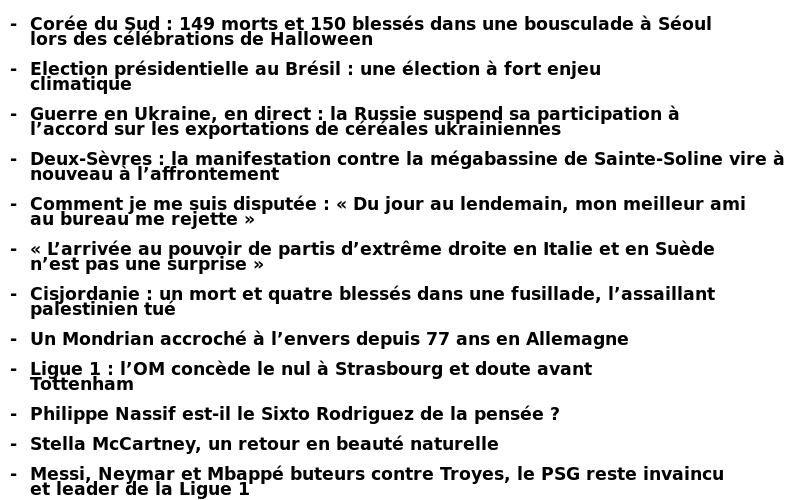 - Corée du Sud : 149 morts et 150 blessés dans une bousculade à Séoul
lors des célébrations de Halloween
- Election présidentielle au Brésil : une élection à fort enjeu
climatique
- Guerre en Ukraine, en direct : la Russie suspend sa participation à
l’accord sur les exportations de céréales ukrainiennes
- Deux-Sèvres : la manifestation contre la mégabassine de Sainte-Soline vire à
nouveau à l’affrontement
- Comment je me suis disputée : « Du jour au lendemain, mon meilleur ami
au bureau me rejette »
- « L’arrivée au pouvoir de partis d’extrême droite en Italie et en Suède
n’est pas une surprise »
- Cisjordanie : un mort et quatre blessés dans une fusillade, l’assaillant
palestinien tué
- Un Mondrian accroché à l’envers depuis 77 ans en Allemagne
- Ligue 1 : l’OM concède le nul à Strasbourg et doute avant
Tottenham
- Philippe Nassif est-il le Sixto Rodriguez de la pensée ?
- Stella McCartney, un retour en beauté naturelle
- Messi, Neymar et Mbappé buteurs contre Troyes, le PSG reste invaincu
et leader de la Ligue 1